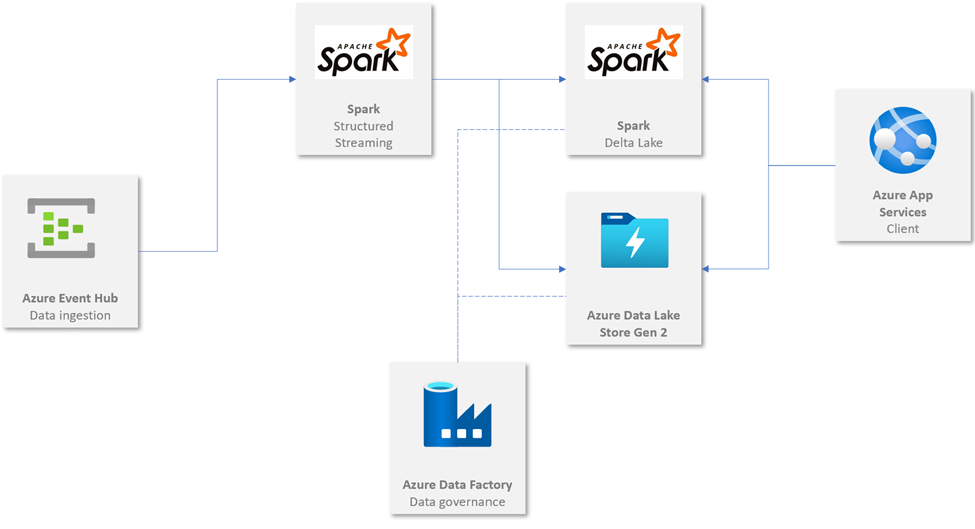 APACHE
Spark
Spark
Structured
Streaming
APACHE
Spark
Spark
Delta Lake
Azure App
Services
Client
Azure Event Hub
Data ingestion
Azure Data Lake
Store Gen 2
Azure Data Factory
Data governance